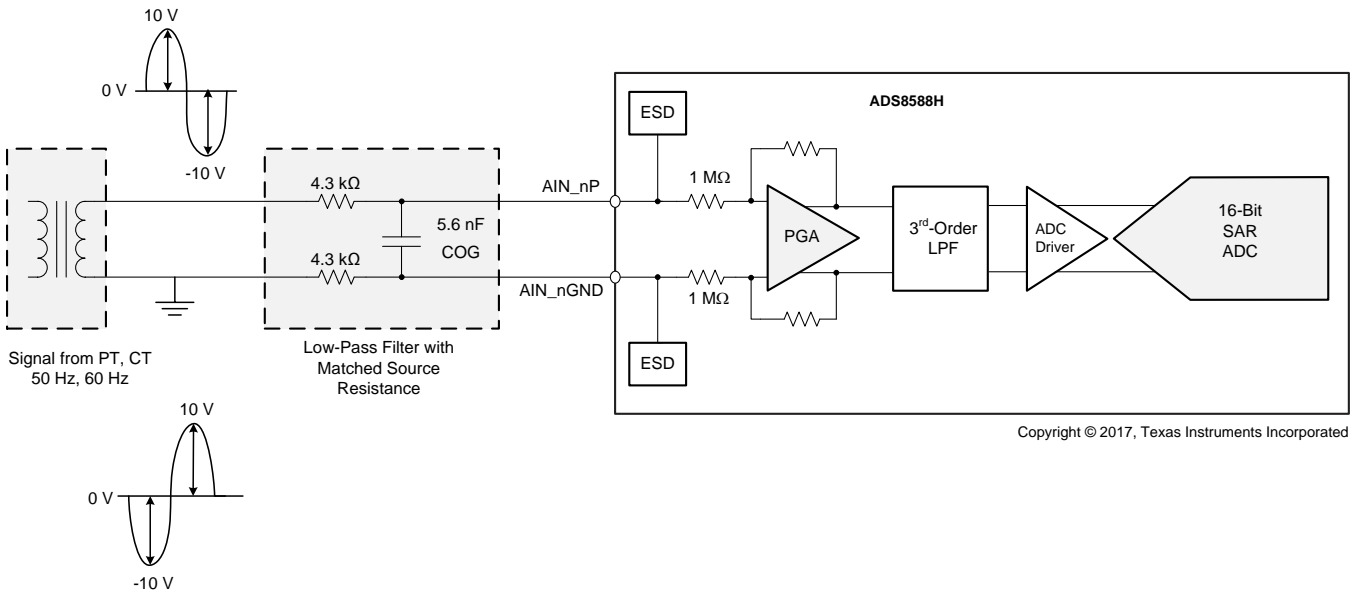 10 V
0 V
-10 V
Signal from PT, CT
50 Hz, 60 Hz
10 V
0 V
-10 V
4.3 kΩ
5.6 nF
COG
4.3 kΩ
Low-Pass Filter with
Matched Source
Resistance
AIN_nP
AIN_nGND
ADS8588H
ESD
1 MΩ
PGA
1 MΩ
ESD
3rd-Order
LPF
ADC
Driver
16-Bit
SAR
ADC
Copyright © 2017, Texas Instruments Incorporated